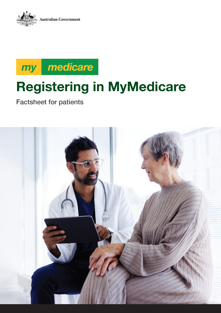 Australian Government
my medicare
Registering in MyMedicare
Factsheet for patients